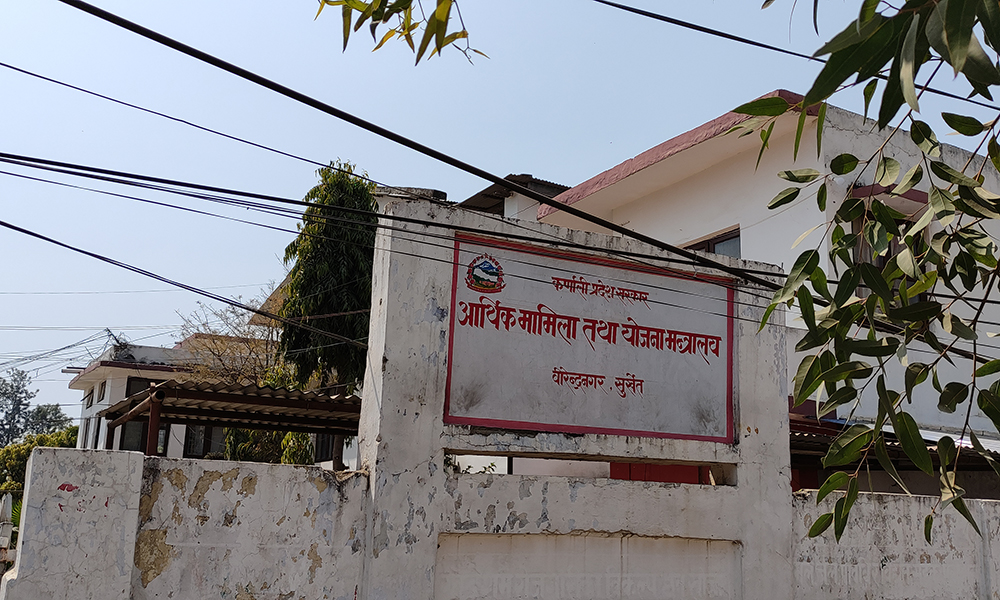 कर्णाली प्रदेश सरकार
आर्थिक मामिला तथा योजना मन्त्रालय
वीरेन्द्रनगर, सुर्खेत